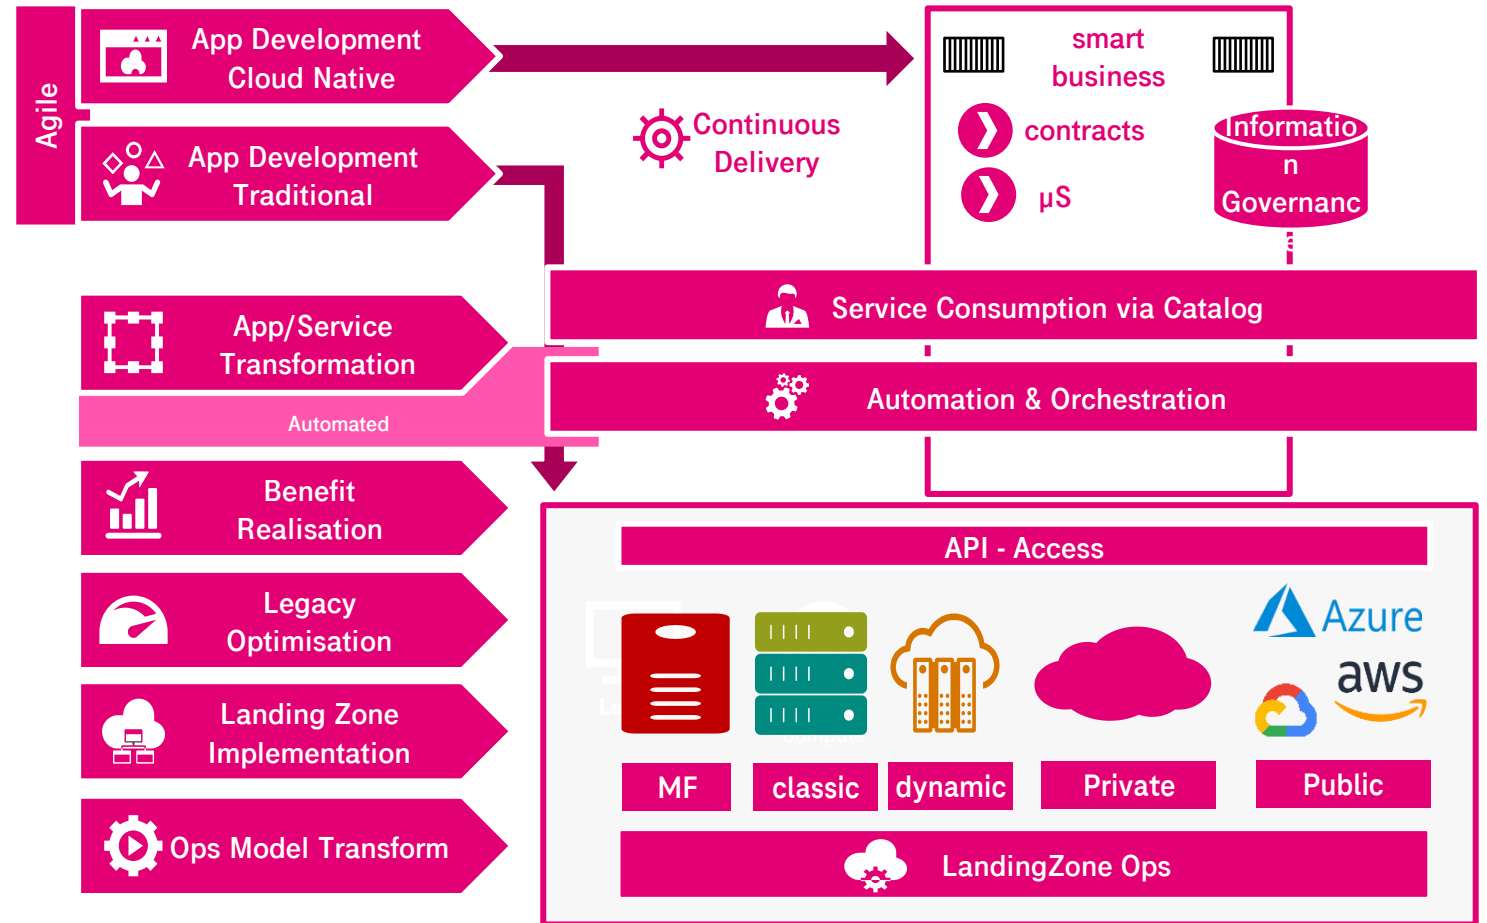 Agile
App Development
Cloud Native
App Development
Traditional
Continuous
Delivery
smart
business
contracts
µS
Informatio
n
Governanc
e
Service Consumption via Catalog
App/Service
Transformation
Automation & Orchestration
Automated
Benefit
Realisation
Legacy
Optimisation
Landing Zone
Implementation
Ops Model Transform
API - Access
Azure
aws
MF
classic
dynamic
Private
Public
LandingZone Ops